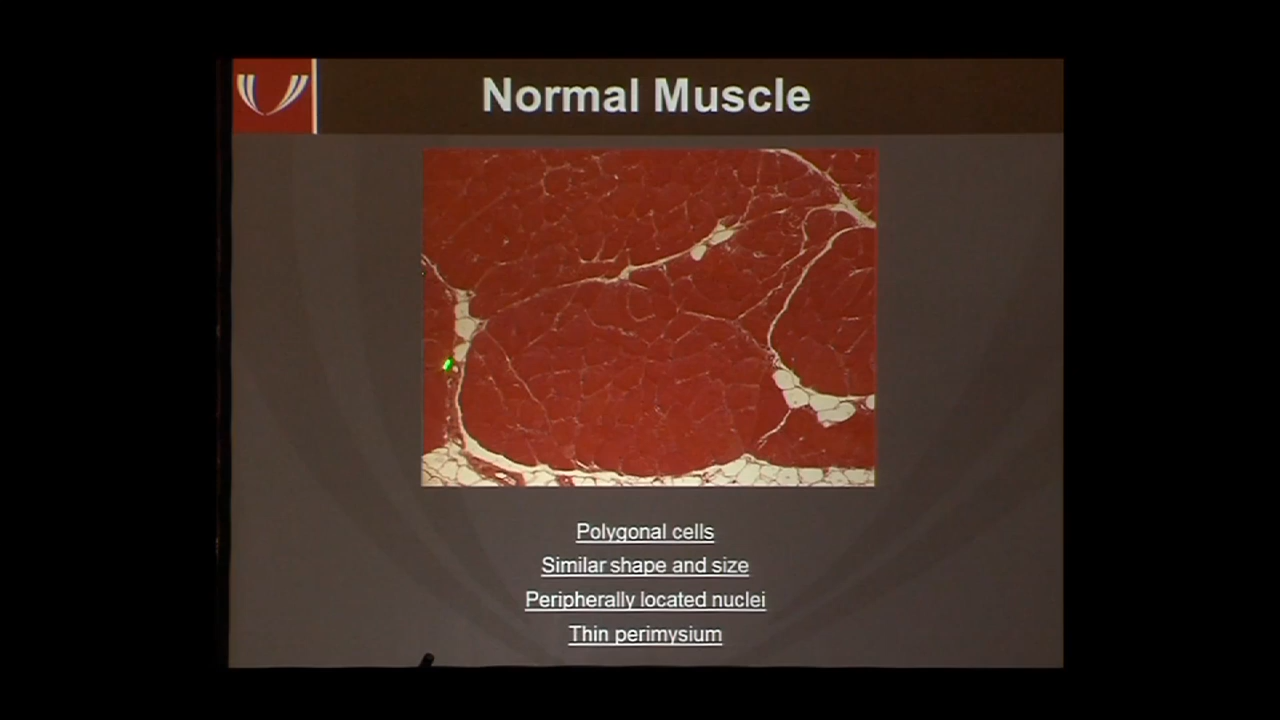 Normal Muscle
Polygonal cells
Similar shape and size
Peripherally located nuclei
Thin perimysium